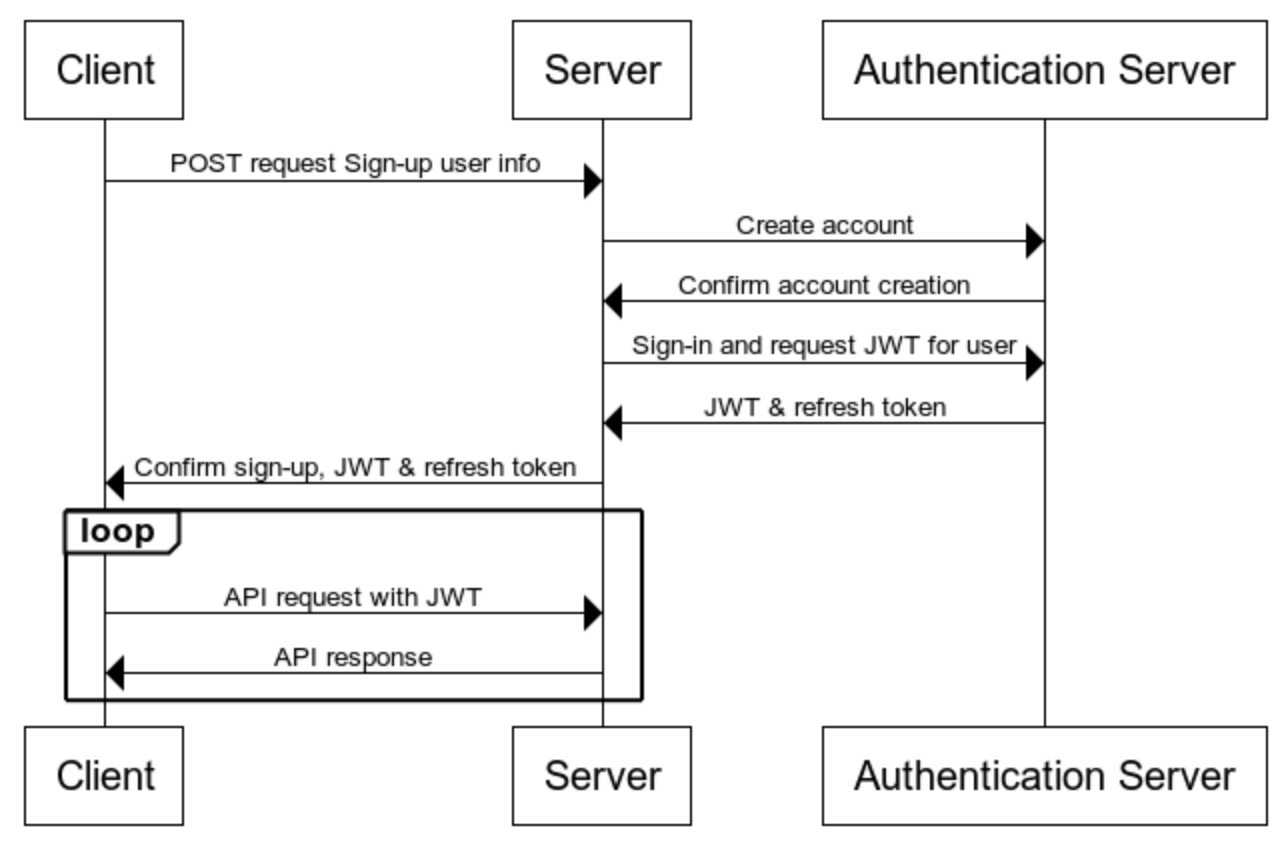 Client
Server
Authentication Server
POST request Sign-up user info
Create account
Confirm account creation
Sign-in and request JWT for user
JWT & refresh token
Confirm sign-up, JWT & refresh token
loop
API request with JWT
API response
Client
Server
Authentication Server